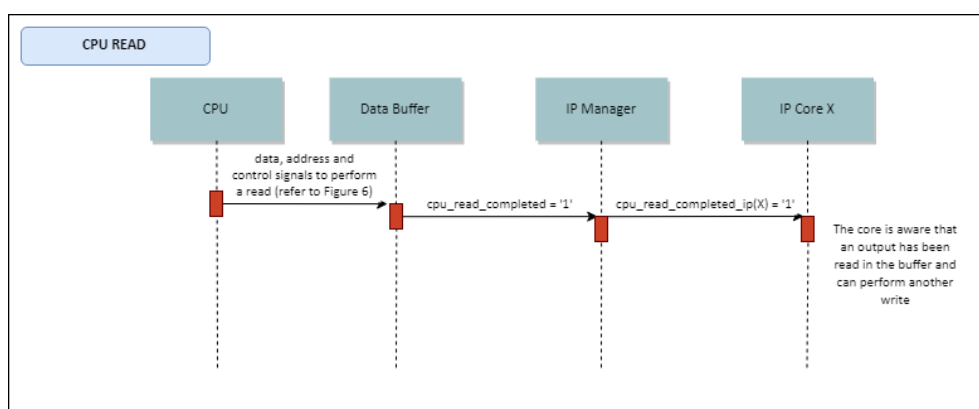 CPU READ
CPU
Data Buffer
IP Manager
IP Core X
data, address and
control signals to perform
a read (refer to Figure 6)
cpu_read_completed = '1'
cpu_read_completed_ip(X) = '1'
The core is aware that
an output has been
read in the buffer and
can perform another
write